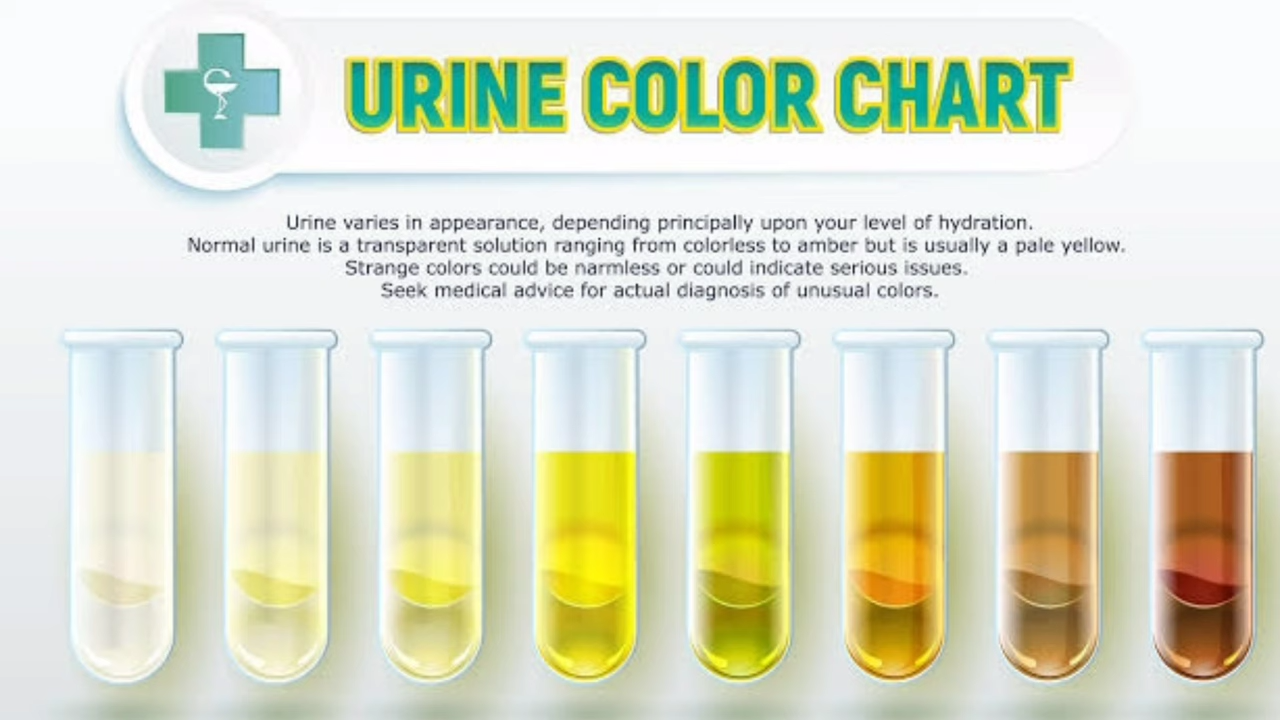 URINE COLOR CHART
Urine varies in appearance, depending principally upon your level of hydration.
Normal urine is a transparent solution ranging from colorless to amber but is usually a pale yellow.
Strange colors could be harmless or could indicate serious issues.
Seek medical advice for actual diagnosis of unusual colors.